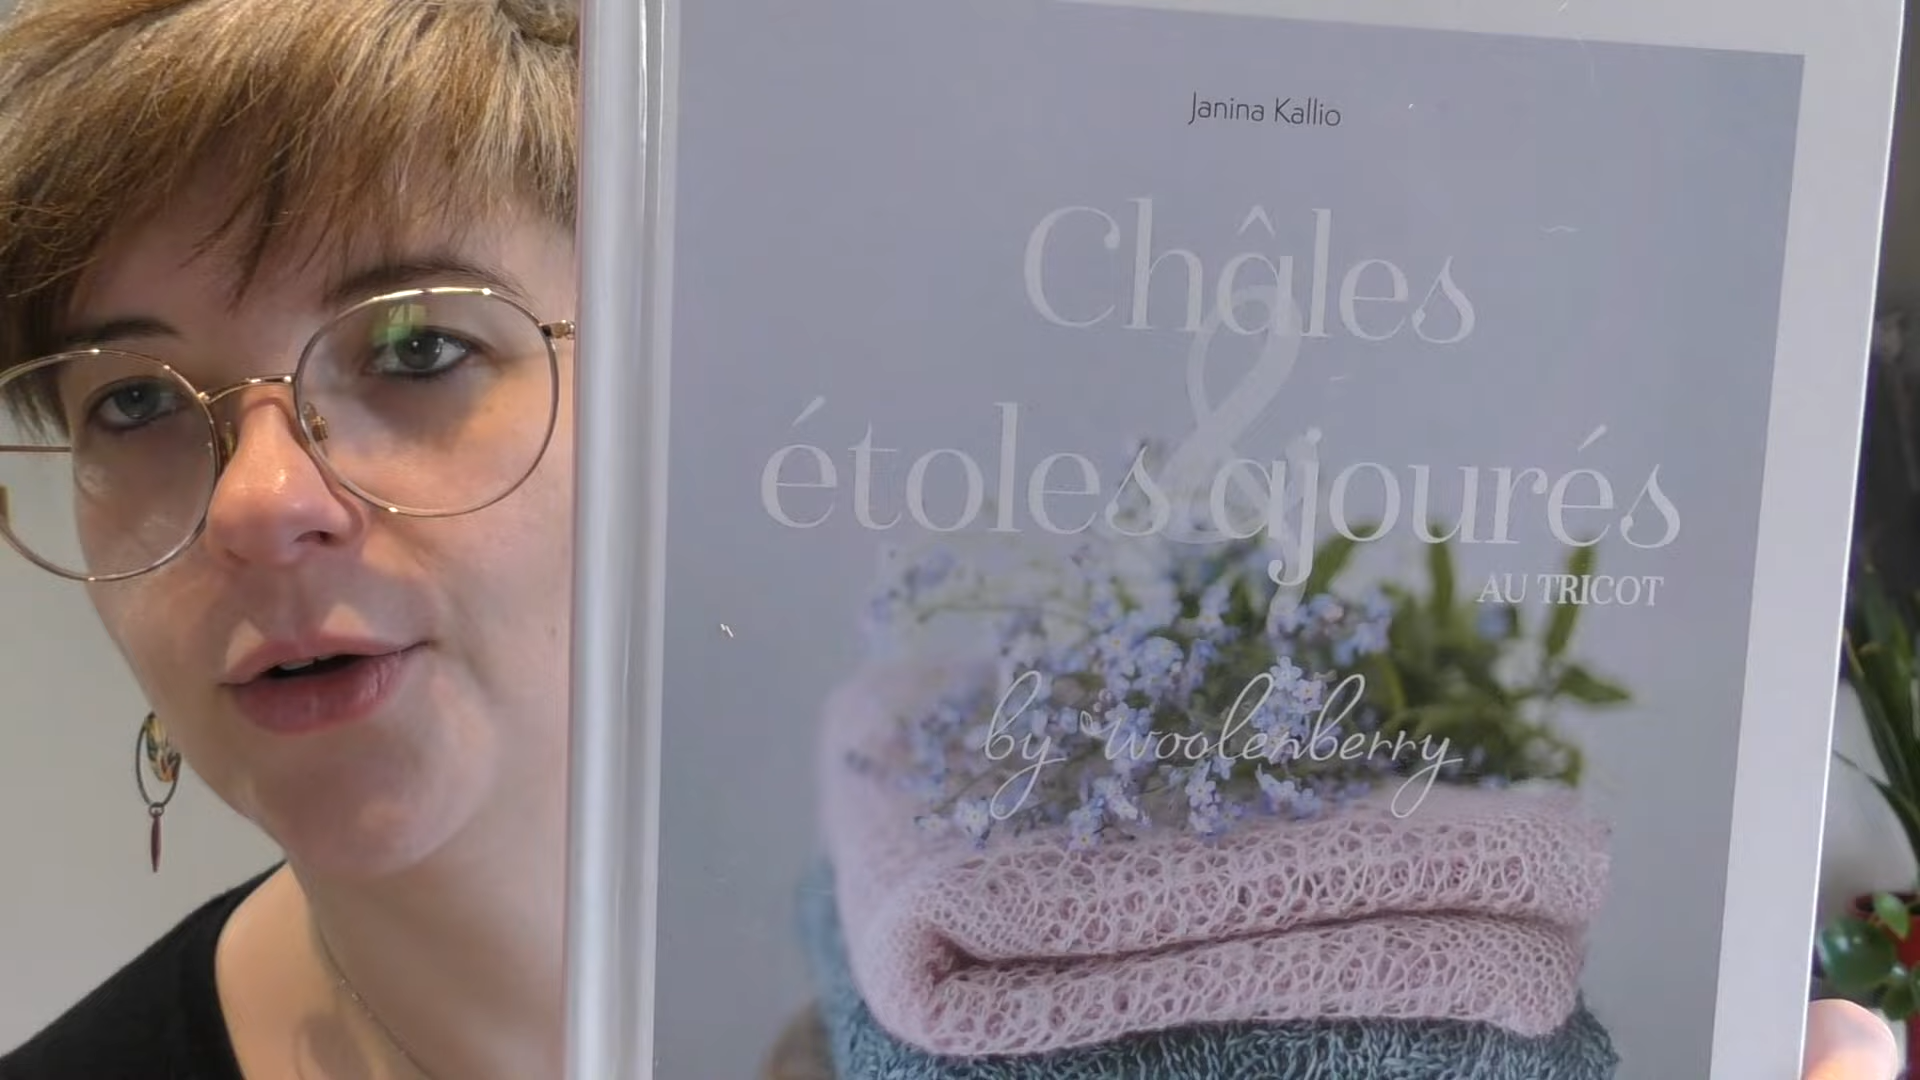 Janina Kallio
Châles
&
étoles ajourés
AU TRICOT
by woolenberry